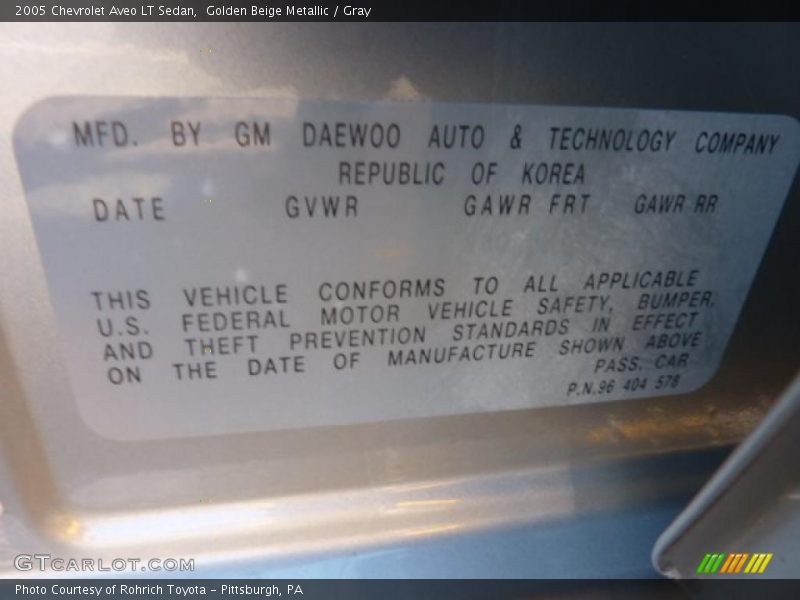 2005 Chevrolet Aveo LT Sedan,  Golden Beige Metallic / Gray
MFD. BY GM DAEWOO AUTO & TECHNOLOGY COMPANY
REPUBLIC OF KOREA
DATE GVWR GAWR FRT GAWR RR
THIS VEHICLE CONFORMS TO ALL APPLICABLE
U.S. FEDERAL MOTOR VEHICLE SAFETY, BUMPER,
AND THEFT PREVENTION STANDARDS IN EFFECT
ON THE DATE OF MANUFACTURE SHOWN ABOVE
PASS. CAR
P.N.96 404 578
GTCARLOT.COM
Photo Courtesy of Rohrich Toyota - Pittsburgh, PA